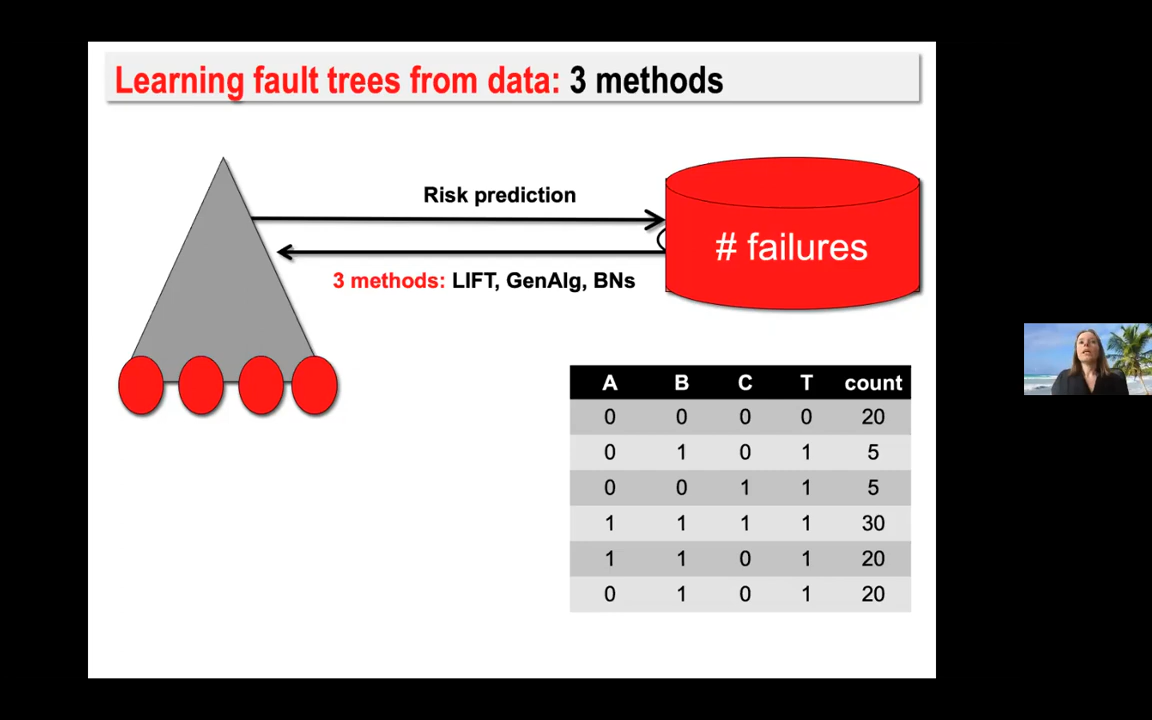 Learning fault trees from data: 3 methods
Risk prediction
# failures
3 methods: LIFT, GenAlg, BNs
A B C T count
0 0 0 0 20
0 1 0 1 5
0 0 1 1 5
1 1 1 1 30
1 1 0 1 20
0 1 0 1 20